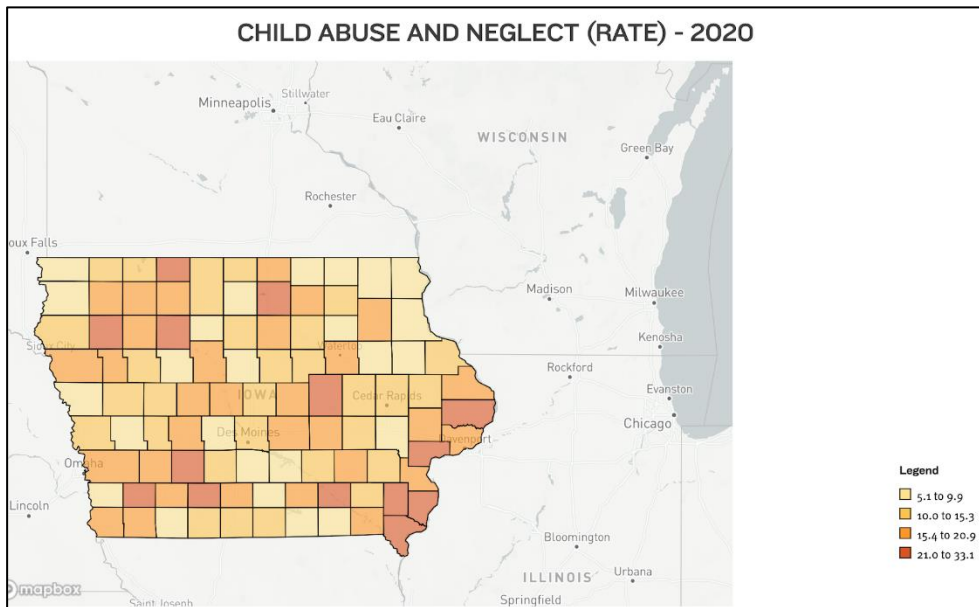 CHILD ABUSE AND NEGLECT (RATE) - 2020
Stillwater
Minneapolis
Eau Claire
WISCONSIN
Green Bay
Rochester
oux Falls
Madison
Milwaukee
Sioux City
Waterloo
Kenosha
Rockford
IOWA
Cedar Rapids
Evanston
Chicago
Des Moines
Davenport
Omaha
Legend
5.1 to 9.9
10.0 to 15.3
15.4 to 20.9
21.0 to 33.1
Lincoln
Bloomington
mapbox
ILLINOIS
Urbana
Saint Joseph
Springfield